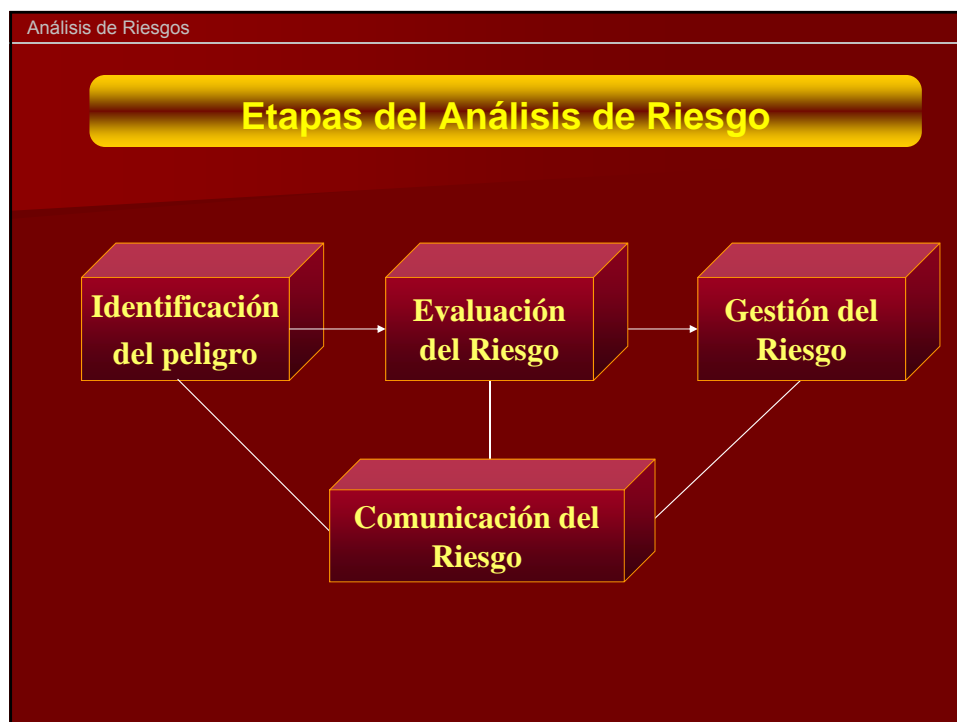 Análisis de Riesgos
Etapas del Análisis de Riesgo
Identificación
del peligro
Evaluación
del Riesgo
Gestión del
Riesgo
Comunicación del
Riesgo